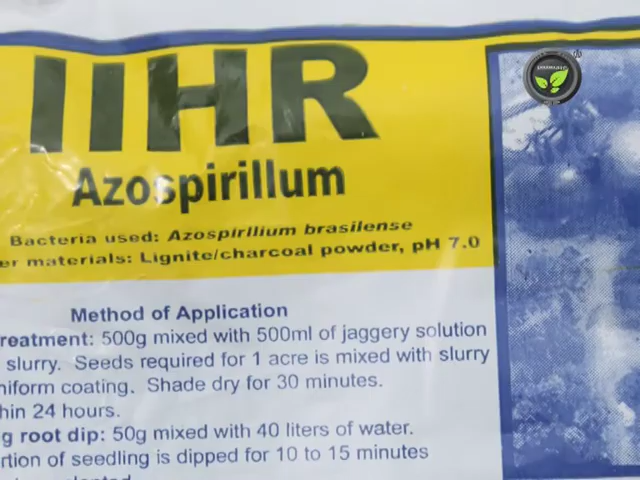 IIHR
Azospirillum
Bacteria used: Azospirllium brasilense
er materials: Lignite/charcoal powder, pH 7.0
Method of Application
reatment: 500g mixed with 500ml of jaggery solution
slurry. Seeds required for 1 acre is mixed with slurry
niform coating. Shade dry for 30 minutes.
hin 24 hours.
g root dip: 50g mixed with 40 liters of water.
rtion of seedling is dipped for 10 to 15 minutes